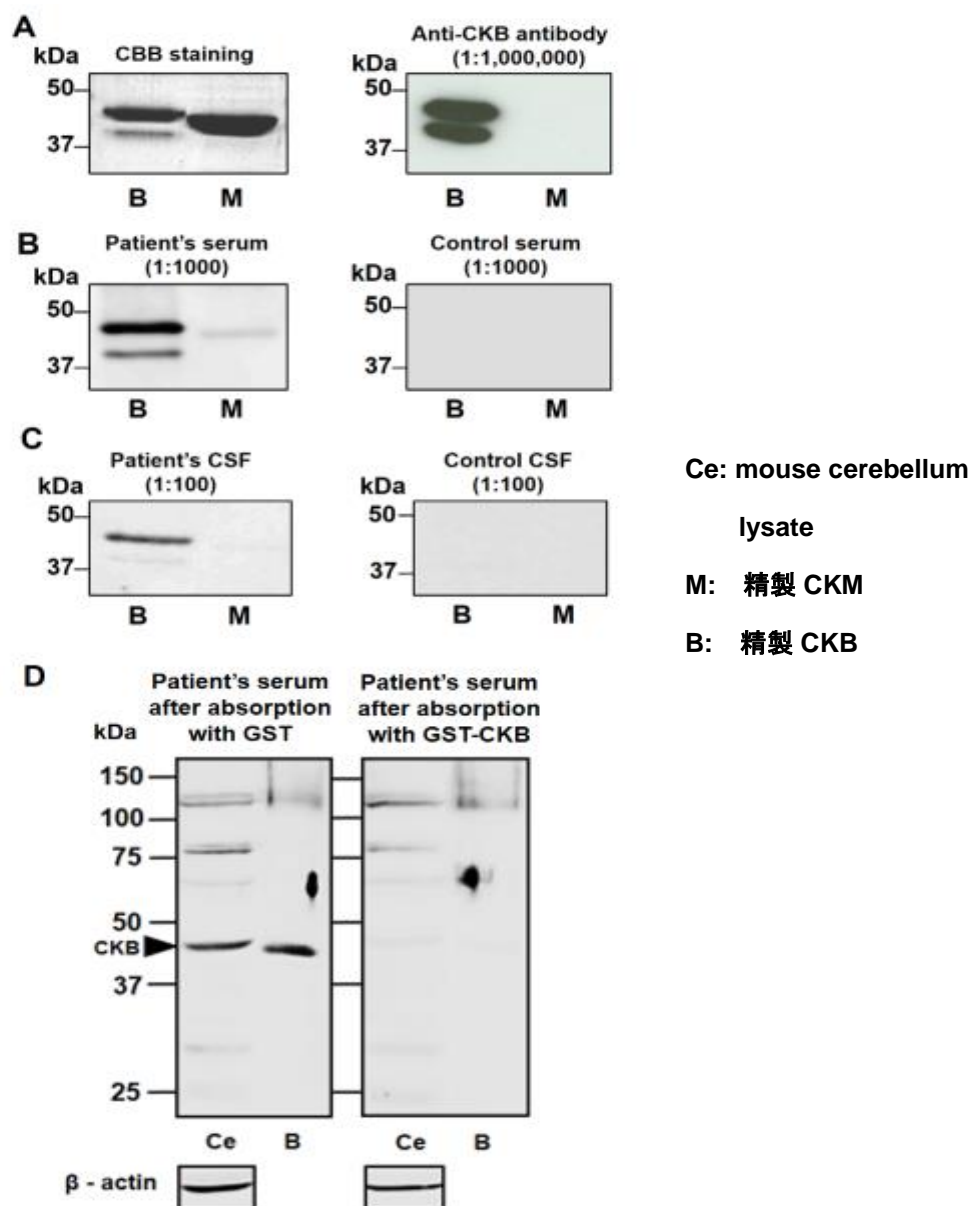 A
kDa
CBB staining
50
37
B M
kDa
Anti-CKB antibody
(1:1,000,000)
50
37
B M
B
kDa
Patient's serum
(1:1000)
50
37
B M
kDa
Control serum
(1:1000)
50
37
B M
C
kDa
Patient's CSF
(1:100)
50
37
B M
kDa
Control CSF
(1:100)
50
37
B M
Ce: mouse cerebellum
lysate
M: 精製 CKM
B: 精製 CKB
D
kDa
Patient's serum
after absorption
with GST
Patient's serum
after absorption
with GST-CKB
150
100
75
50
CKB
37
25
Ce B
Ce B
β - actin